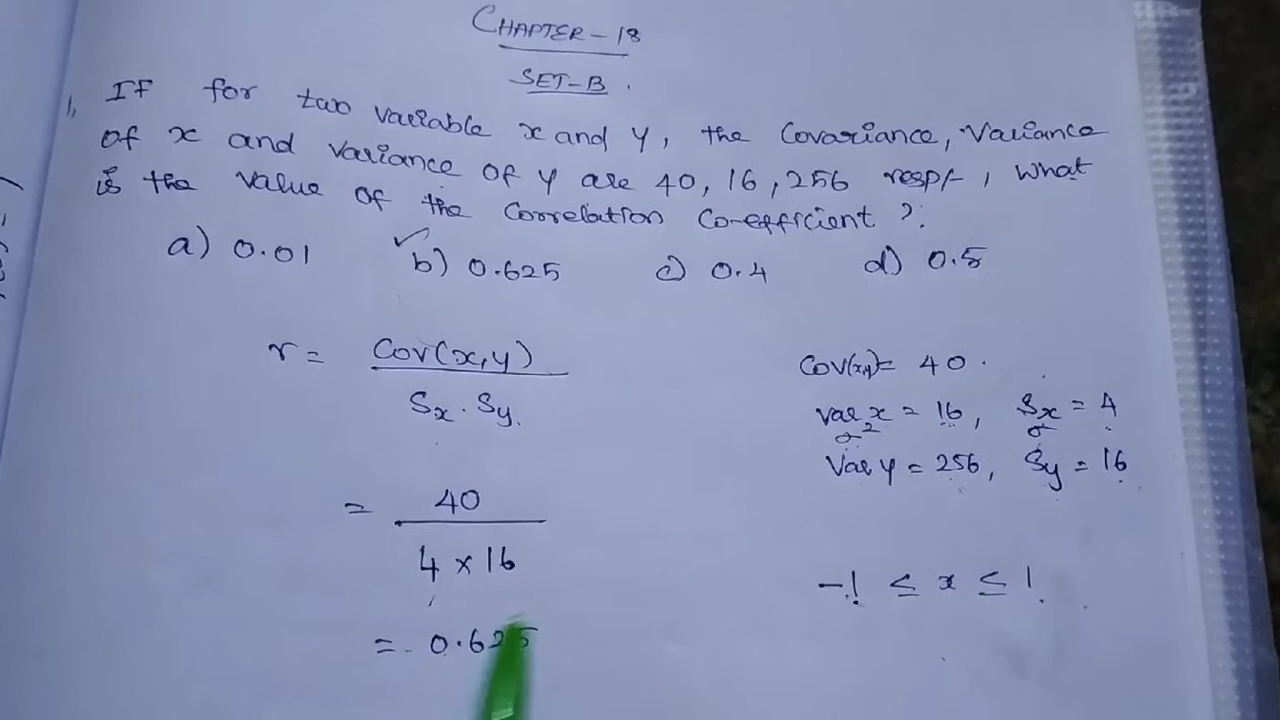 CHAPTER-18
SET-B.
1, IF for two variable x and y, the Covariance, Variance
of x and variance of y are 40, 16, 256 resp/-, what
is the value of the Correlation Co-efficient ?.
a) 0.01 ✓b) 0.625 c) 0.4 d) 0.5
r = Cov(x,y) / Sx . Sy.
Cov(x,y)= 40.
var x = 16, Sx = 4
σ² σ
Var y = 256, Sy = 16
= 40 / 4 x 16
-1 ≤ x ≤ 1.
= 0.625